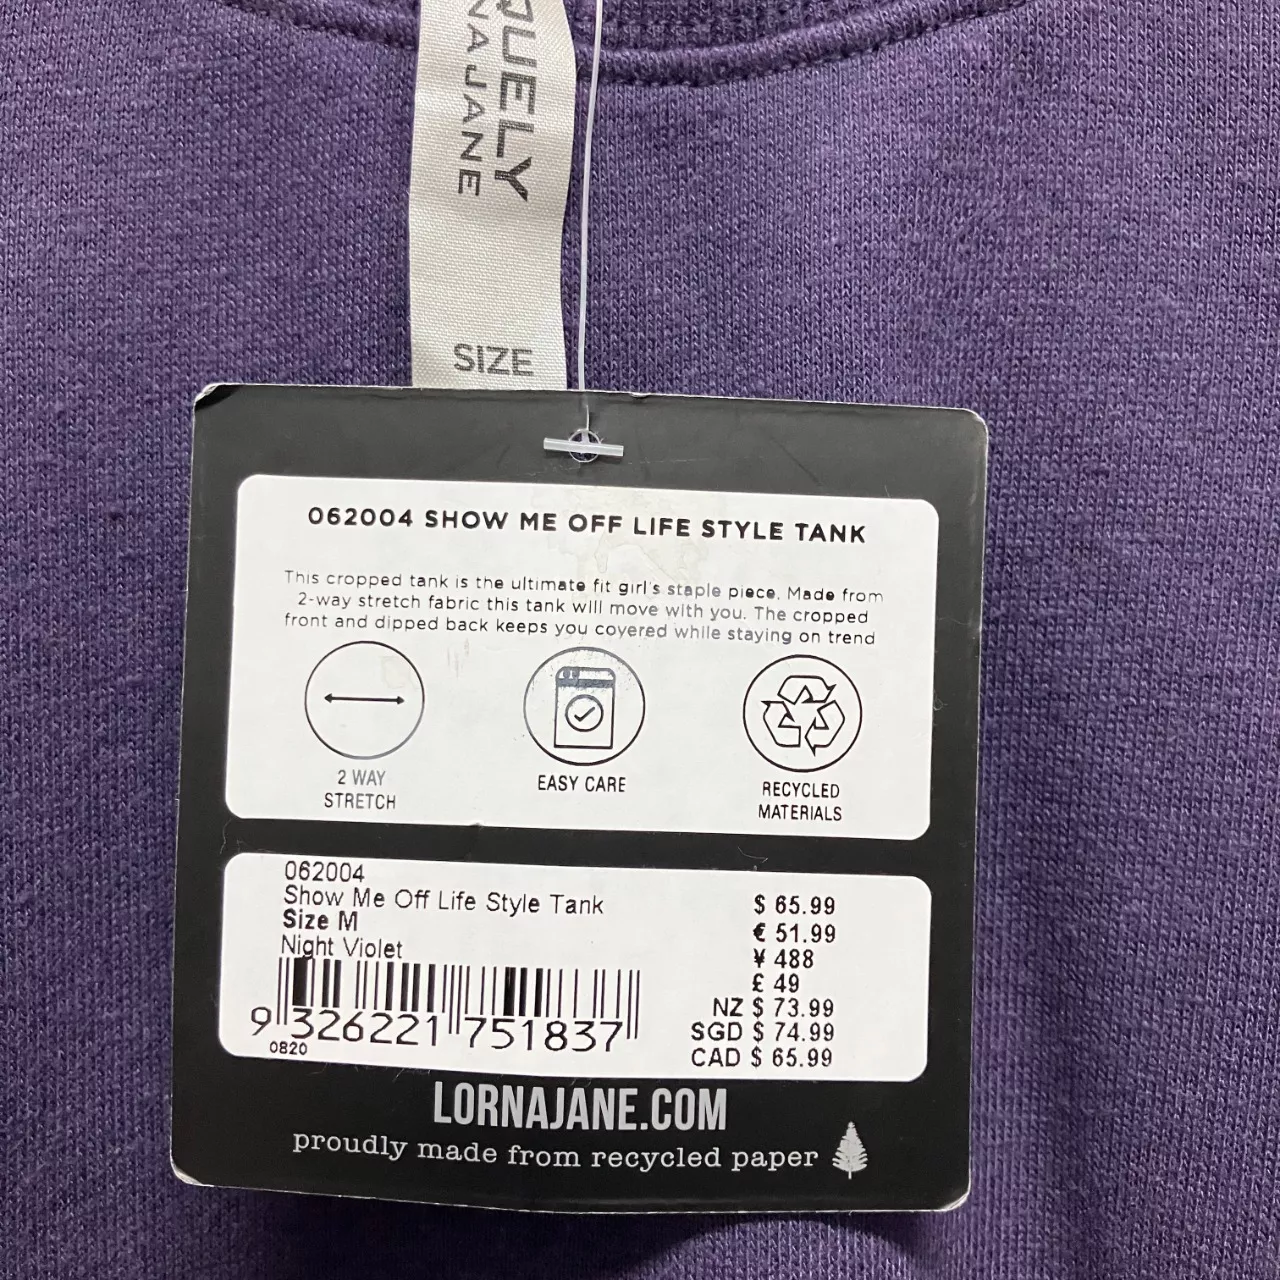 QUELY
NAJANE
SIZE
062004 SHOW ME OFF LIFE STYLE TANK
This cropped tank is the ultimate fit girl's staple piece. Made from
2-way stretch fabric this tank will move with you. The cropped
front and dipped back keeps you covered while staying on trend
2 WAY
STRETCH
EASY CARE
RECYCLED
MATERIALS
062004
Show Me Off Life Style Tank
Size M
Night Violet
9 326221 751837
0820
$ 65.99
€ 51.99
¥ 488
£ 49
NZ $ 73.99
SGD $ 74.99
CAD $ 65.99
LORNAJANE.COM
proudly made from recycled paper